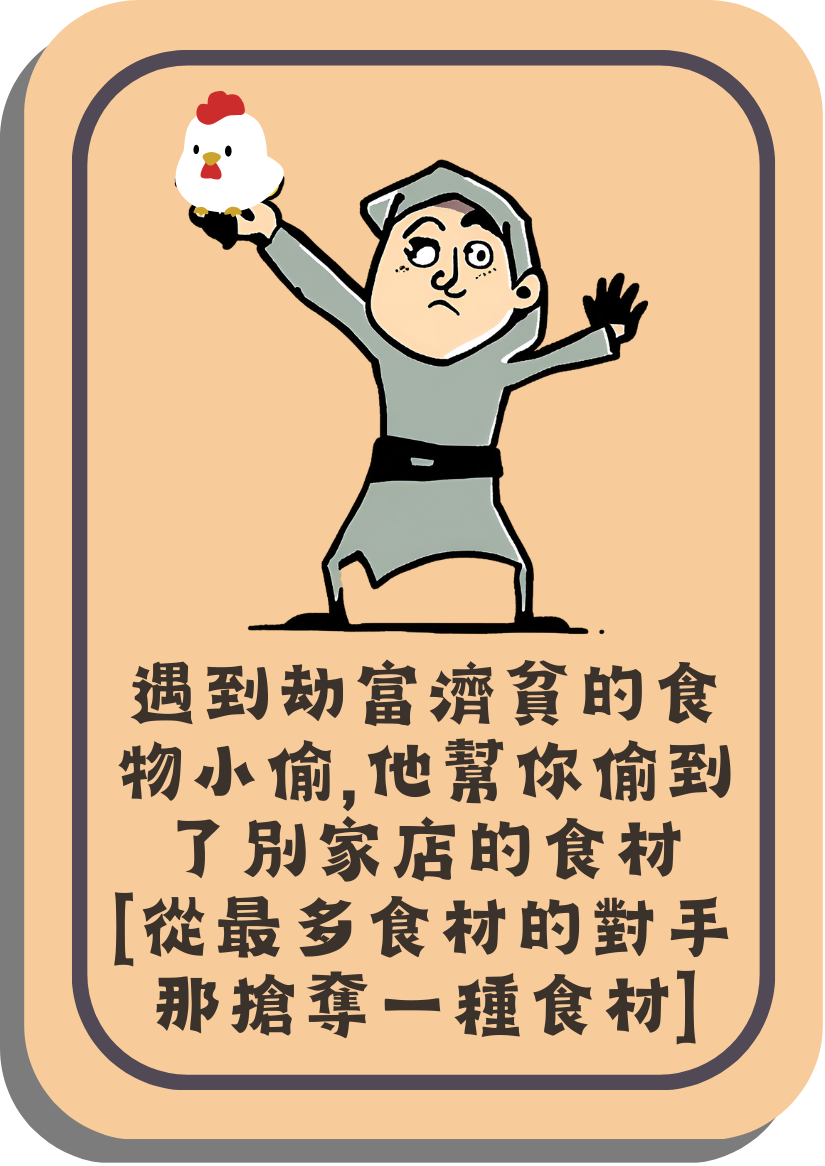 遇到劫富濟貧的食
物小偷,他幫你偷到
了別家店的食材
[從最多食材的對手
那搶奪一種食材]